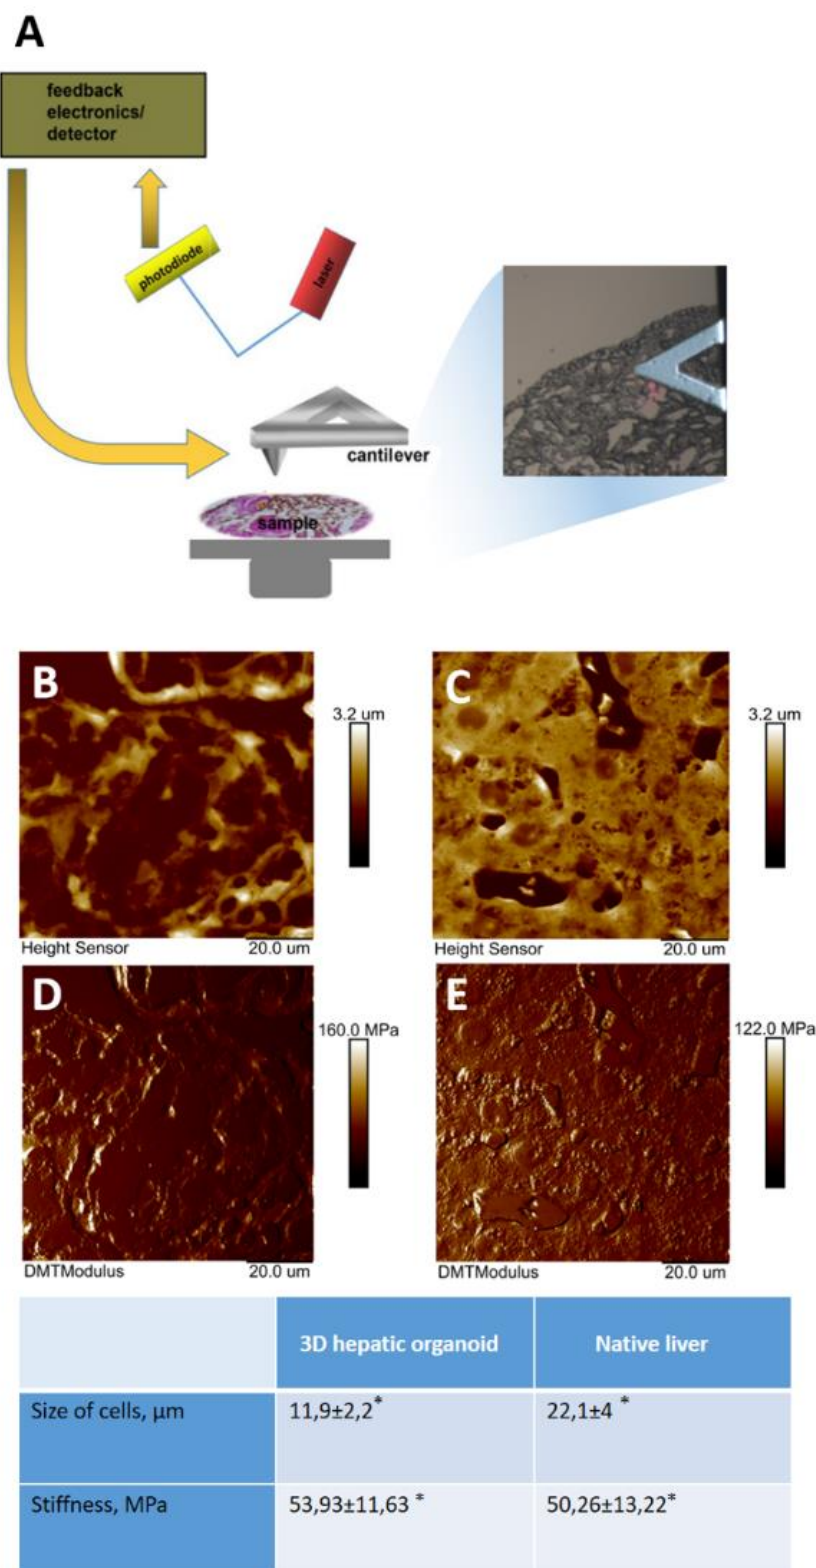 A
feedback
electronics/
detector
photodiode
laser
cantilever
sample
B
3.2 um
Height Sensor
20.0 um
C
3.2 um
Height Sensor
20.0 um
D
160.0 MPa
DMTModulus
20.0 um
E
122.0 MPa
DMTModulus
20.0 um
3D hepatic organoid
Native liver
Size of cells, µm
11,9±2,2*
22,1±4 *
Stiffness, MPa
53,93±11,63 *
50,26±13,22*